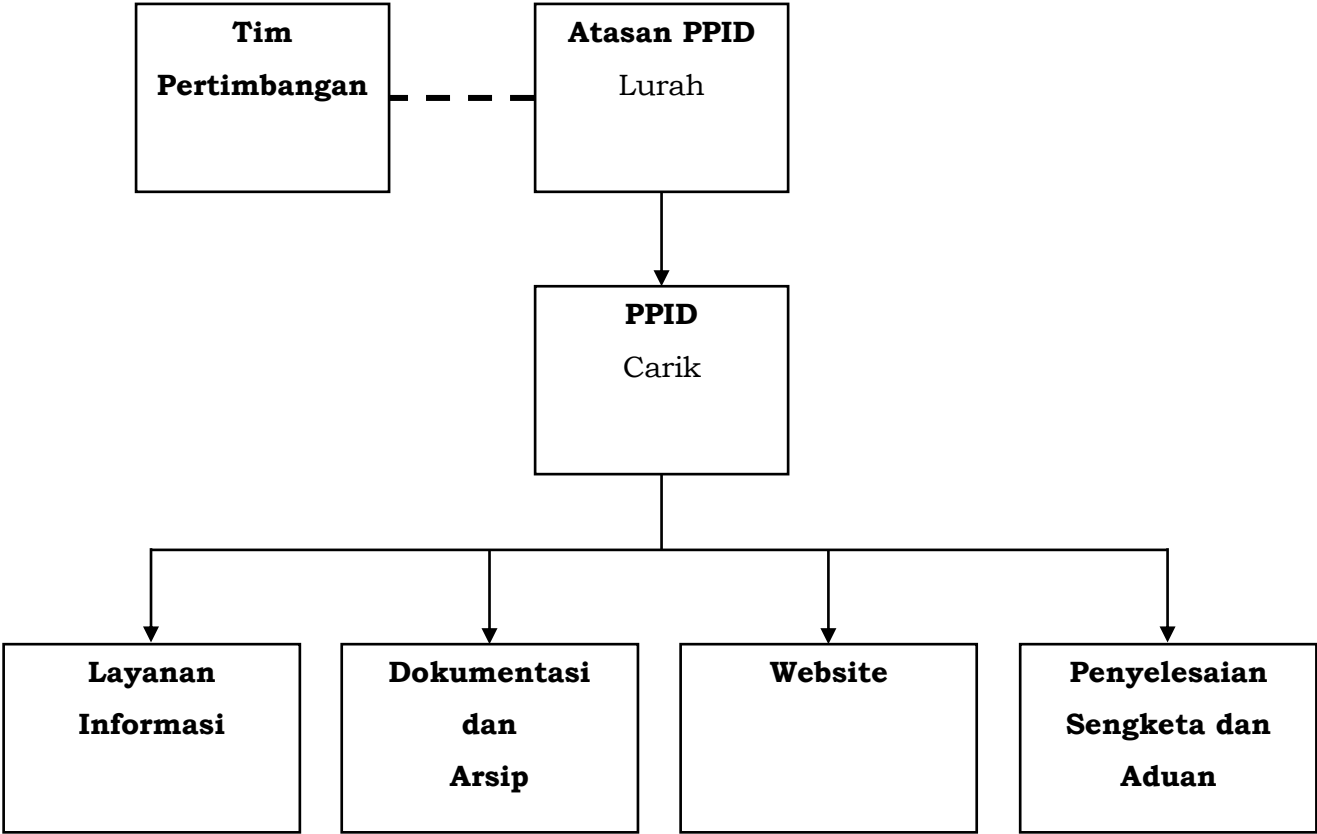 Tim
Pertimbangan
Atasan PPID
Lurah
PPID
Carik
Layanan
Informasi
Dokumentasi
dan
Arsip
Website
Penyelesaian
Sengketa dan
Aduan